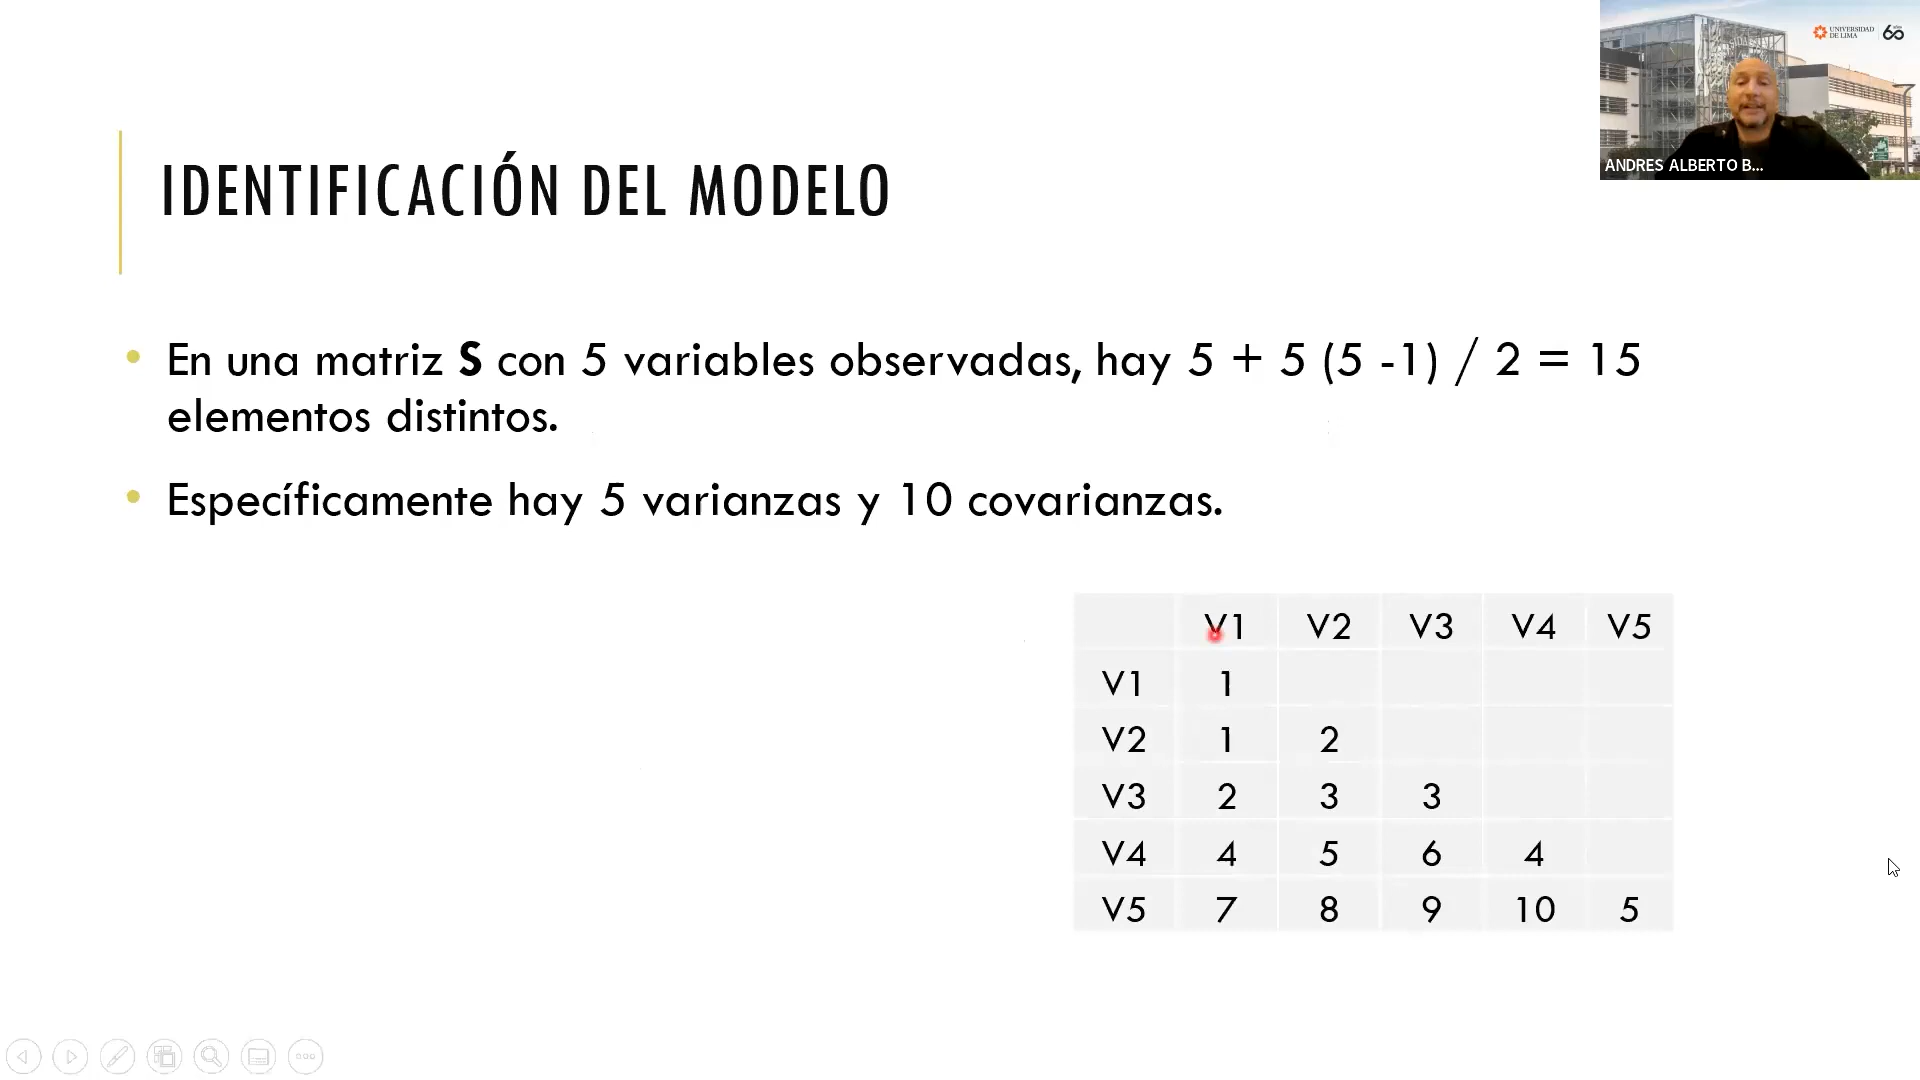 UNIVERSIDAD
DE LIMA
60
ANDRES ALBERTO B...
IDENTIFICACIÓN DEL MODELO
• En una matriz S con 5 variables observadas, hay 5 + 5 (5 -1) / 2 = 15
elementos distintos.
• Específicamente hay 5 varianzas y 10 covarianzas.
V1 V2 V3 V4 V5
V1 1
V2 1 2
V3 2 3 3
V4 4 5 6 4
V5 7 8 9 10 5